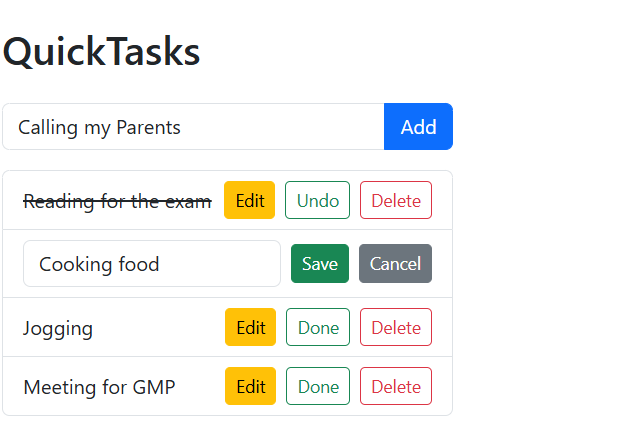 QuickTasks
Calling my Parents Add
Reading for the exam Edit Undo Delete
Cooking food Save Cancel
Jogging Edit Done Delete
Meeting for GMP Edit Done Delete